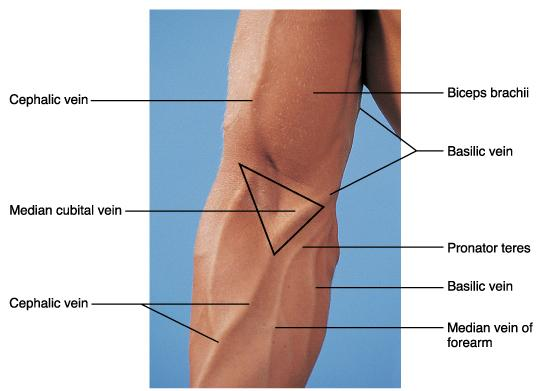 Cephalic vein
Median cubital vein
Cephalic vein
Biceps brachii
Basilic vein
Pronator teres
Basilic vein
Median vein of
forearm